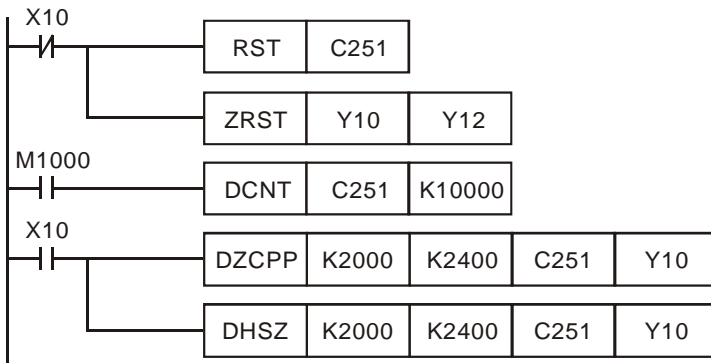 X10
RST C251
ZRST Y10 Y12
M1000
DCNT C251 K10000
X10
DZCPP K2000 K2400 C251 Y10
DHSZ K2000 K2400 C251 Y10